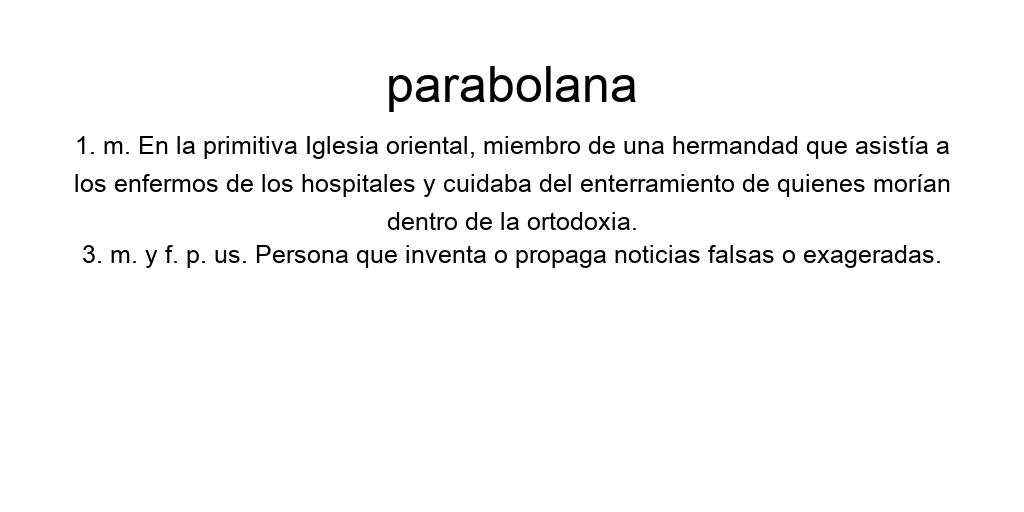 parabolana
1. m. En la primitiva Iglesia oriental, miembro de una hermandad que asistía a
los enfermos de los hospitales y cuidaba del enterramiento de quienes morían
dentro de la ortodoxia.
3. m. y f. p. us. Persona que inventa o propaga noticias falsas o exageradas.